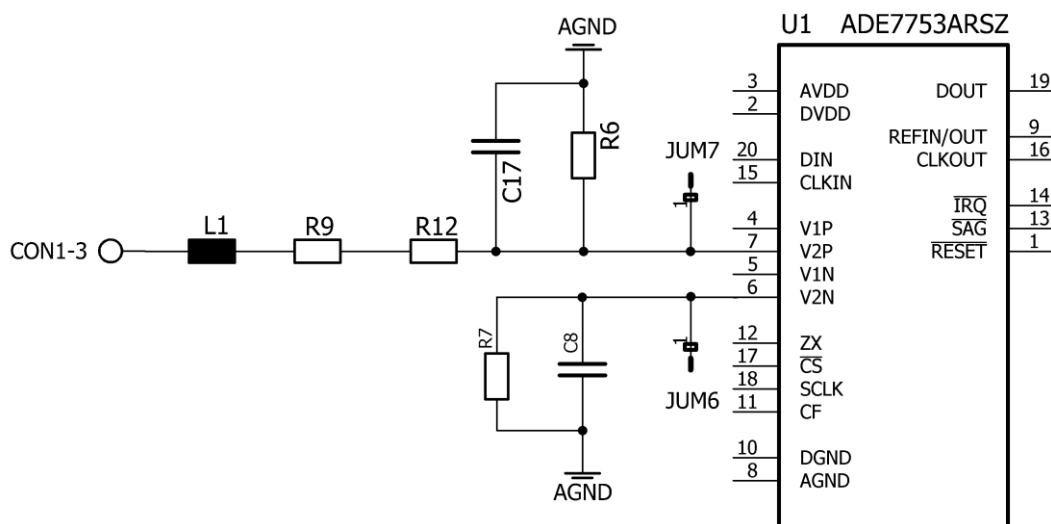 U1 ADE7753ARSZ
AGND
3 AVDD DOUT 19
2 DVDD
REFIN/OUT 9
20 DIN CLKOUT 16
15 CLKIN
C17
R6
JUM7
1
IRQ 14
4 V1P SAG 13
CON1-3
L1
R9
R12
7 V2P RESET 1
5 V1N
6 V2N
R7
C8
1
JUM6
12 ZX
17 CS
18 SCLK
11 CF
10 DGND
8 AGND
AGND